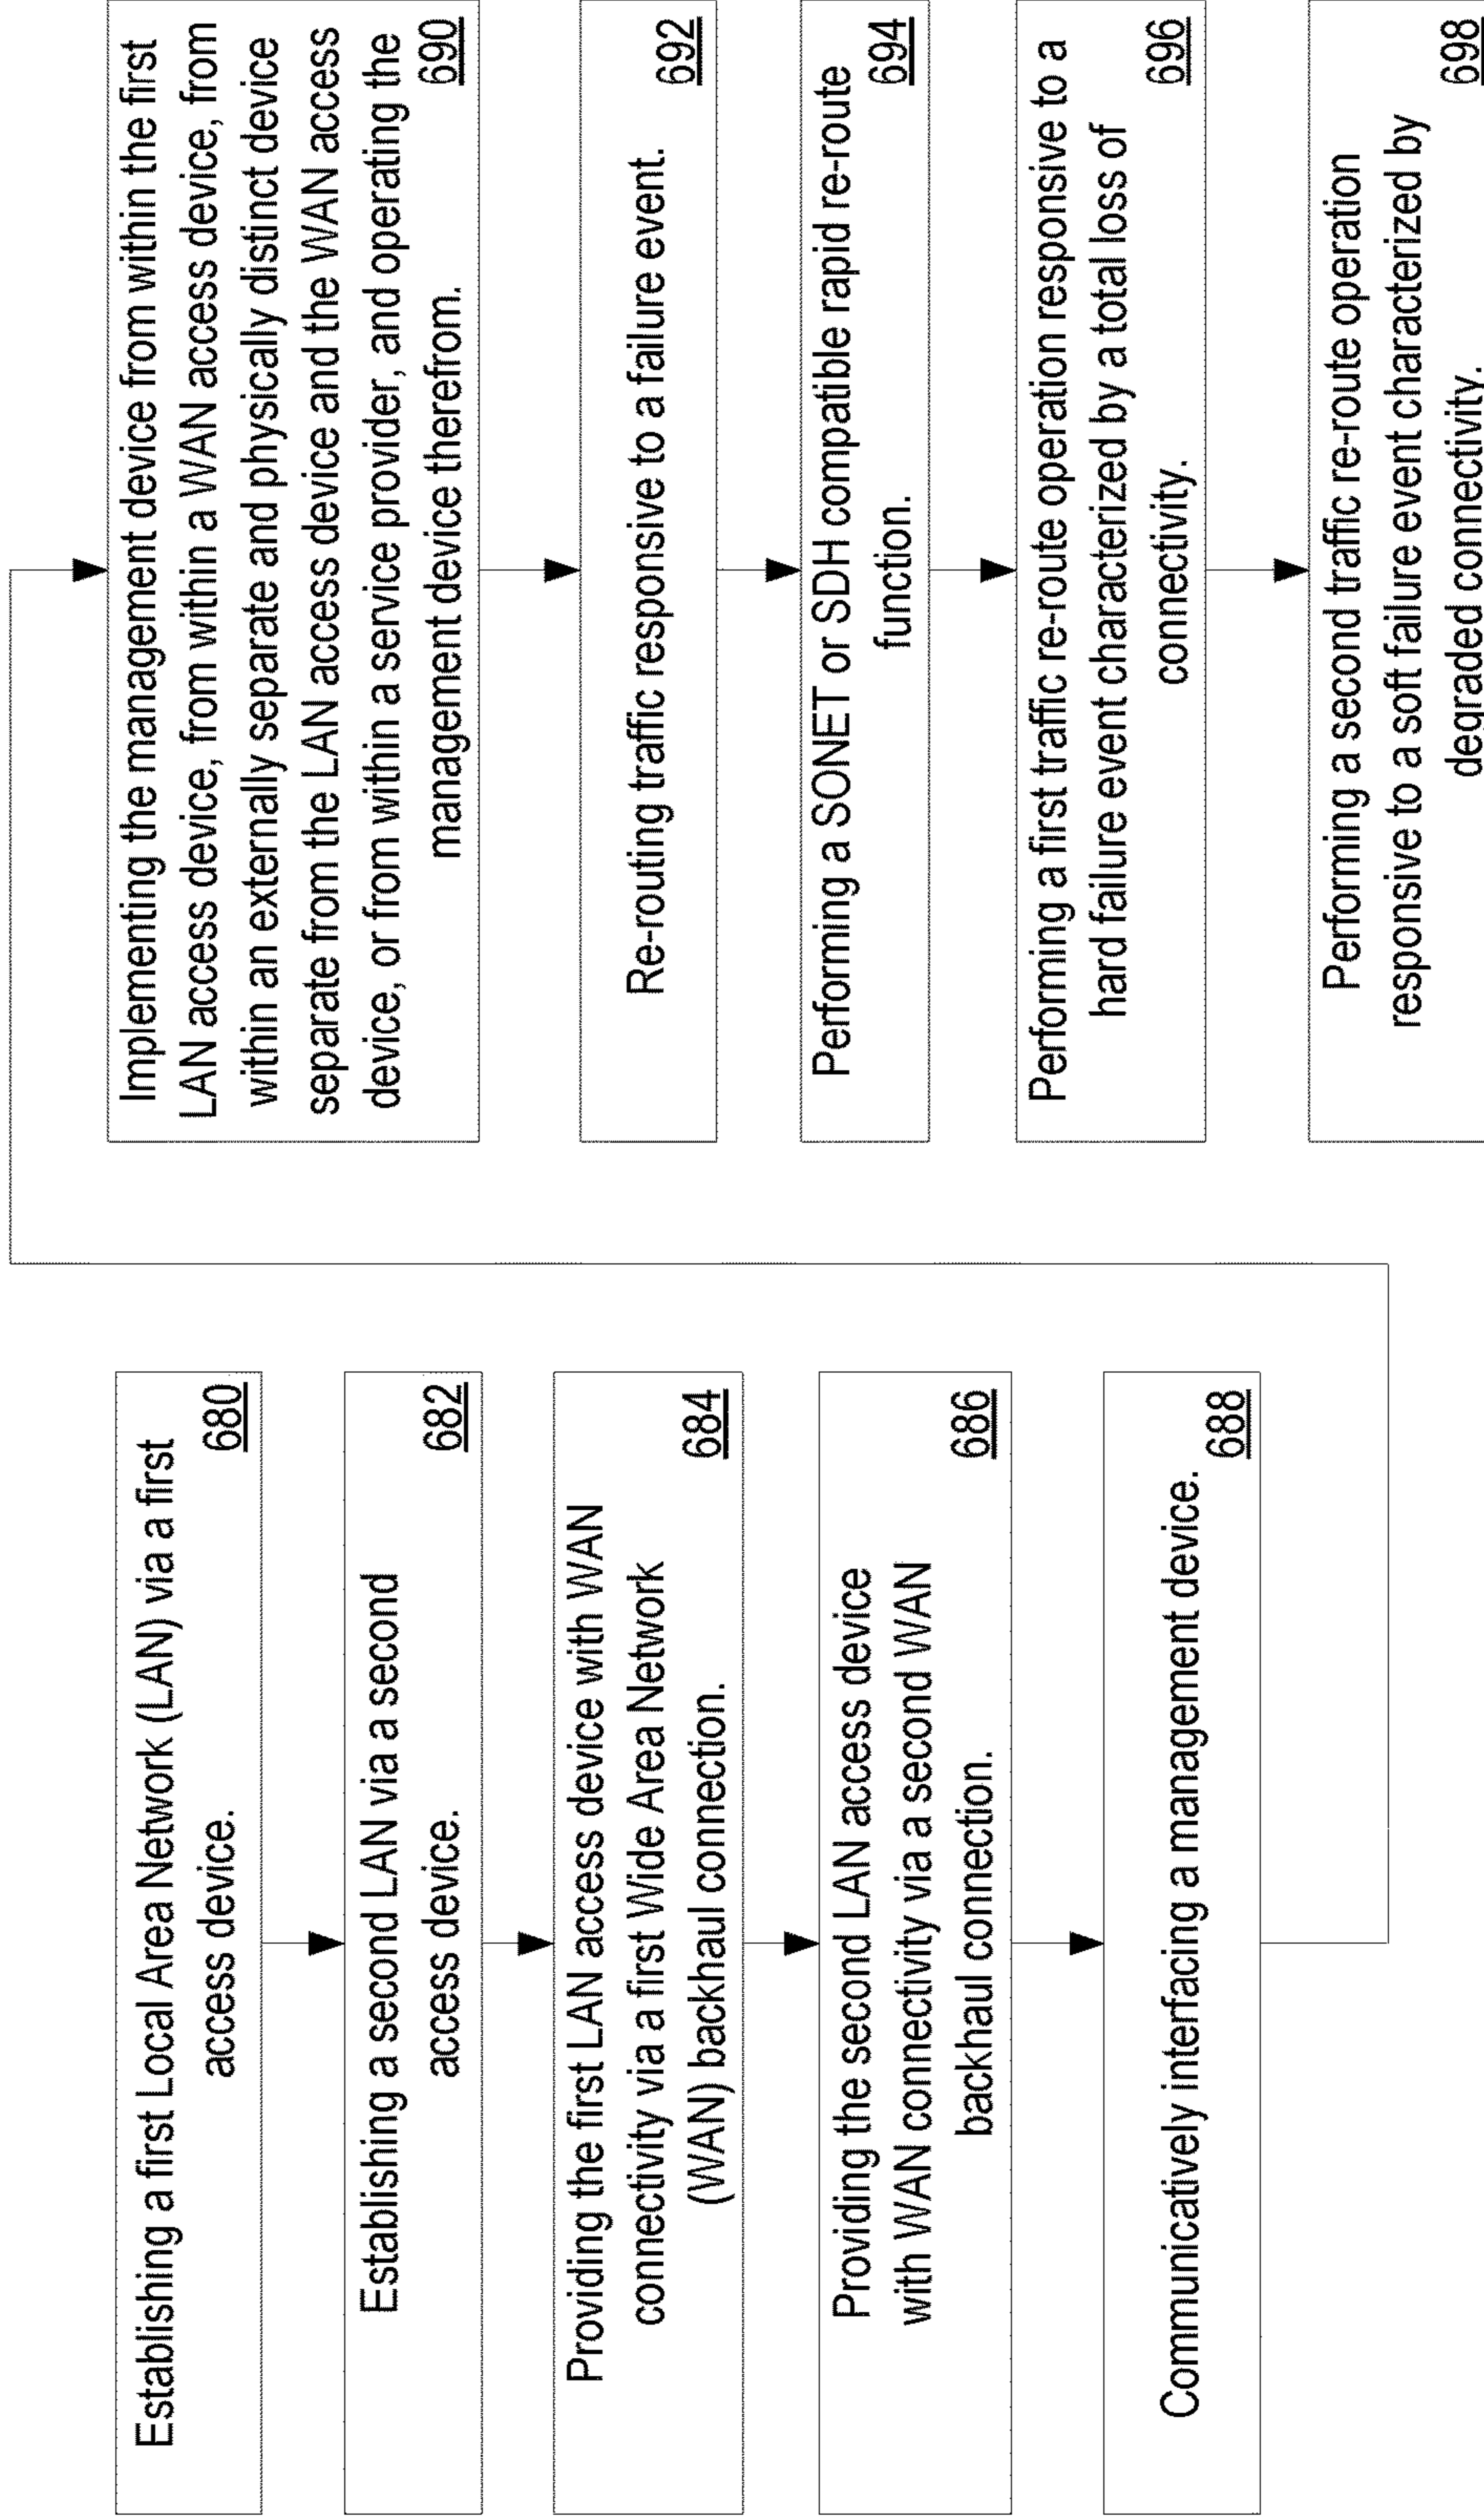 Establishing a first Local Area Network (LAN) via a first
access device.
680
Establishing a second LAN via a second
access device.
682
Providing the first LAN access device with WAN
connectivity via a first Wide Area Network
(WAN) backhaul connection.
684
Providing the second LAN access device
with WAN connectivity via a second WAN
backhaul connection.
686
Communicatively interfacing a management device.
688
Implementing the management device from within the first
LAN access device, from within a WAN access device, from
within an externally separate and physically distinct device
separate from the LAN access device and the WAN access
device, or from within a service provider, and operating the
management device therefrom.
690
Re-routing traffic responsive to a failure event.
692
Performing a SONET or SDH compatible rapid re-route
function.
694
Performing a first traffic re-route operation responsive to a
hard failure event characterized by a total loss of
connectivity.
696
Performing a second traffic re-route operation
responsive to a soft failure event characterized by
degraded connectivity.
698